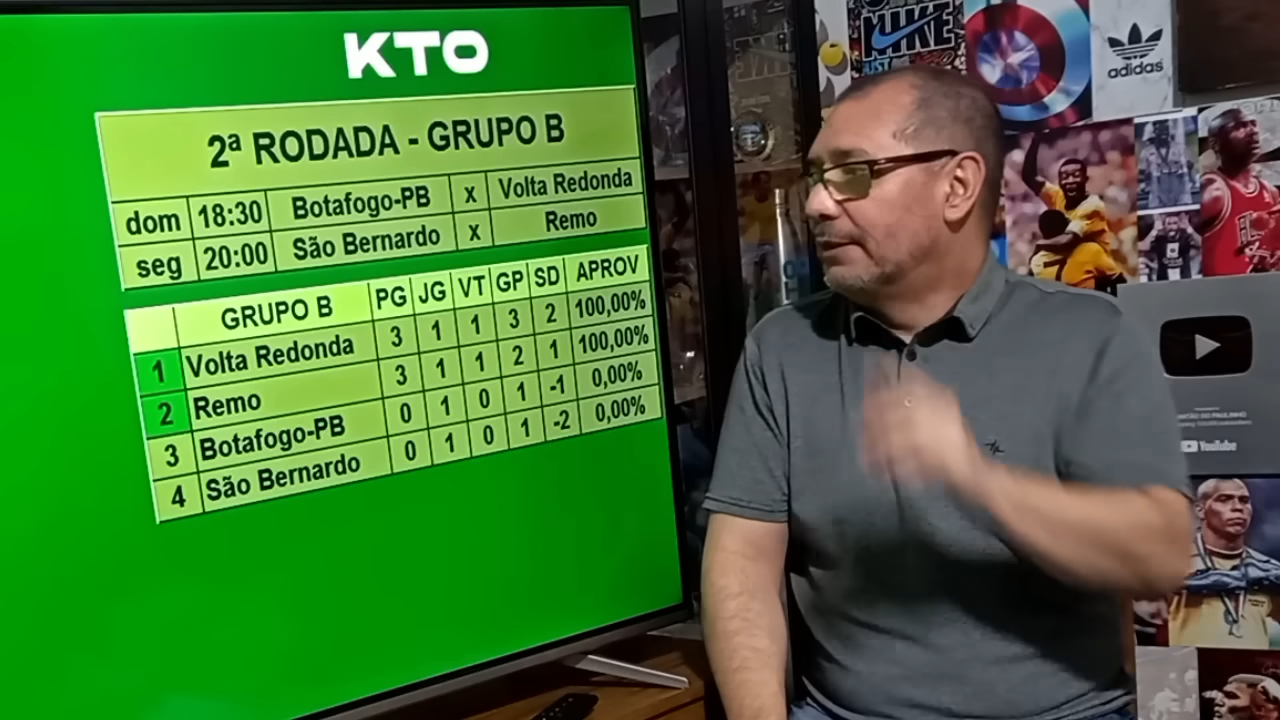 KTO
2ª RODADA - GRUPO B
dom 18:30 Botafogo-PB x Volta Redonda
seg 20:00 São Bernardo x Remo
GRUPO B PG JG VT GP SD APROV
1 Volta Redonda 3 1 1 3 2 100,00%
2 Remo 3 1 1 2 1 100,00%
3 Botafogo-PB 0 1 0 1 -1 0,00%
4 São Bernardo 0 1 0 1 -2 0,00%
NIKE
JUST
adidas
YouTube